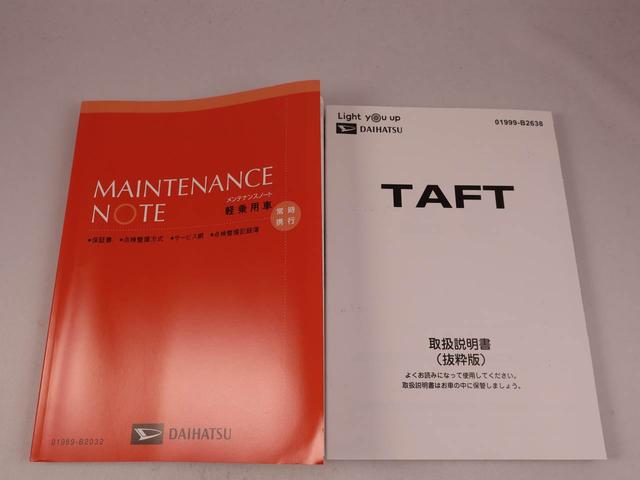 MAINTENANCE
NOTE
メンテナンスノート
軽乗用車
常時
携行
●保証書 ●点検整備方式 ●サービス網 ●点検整備記録簿
DAIHATSU
01989-B2032
Light you up
DAIHATSU
01999-B2638
TAFT
取扱説明書
（抜粋版）
よくお読みになって使用してください。
取扱説明書はお車の中に保管しましょう。